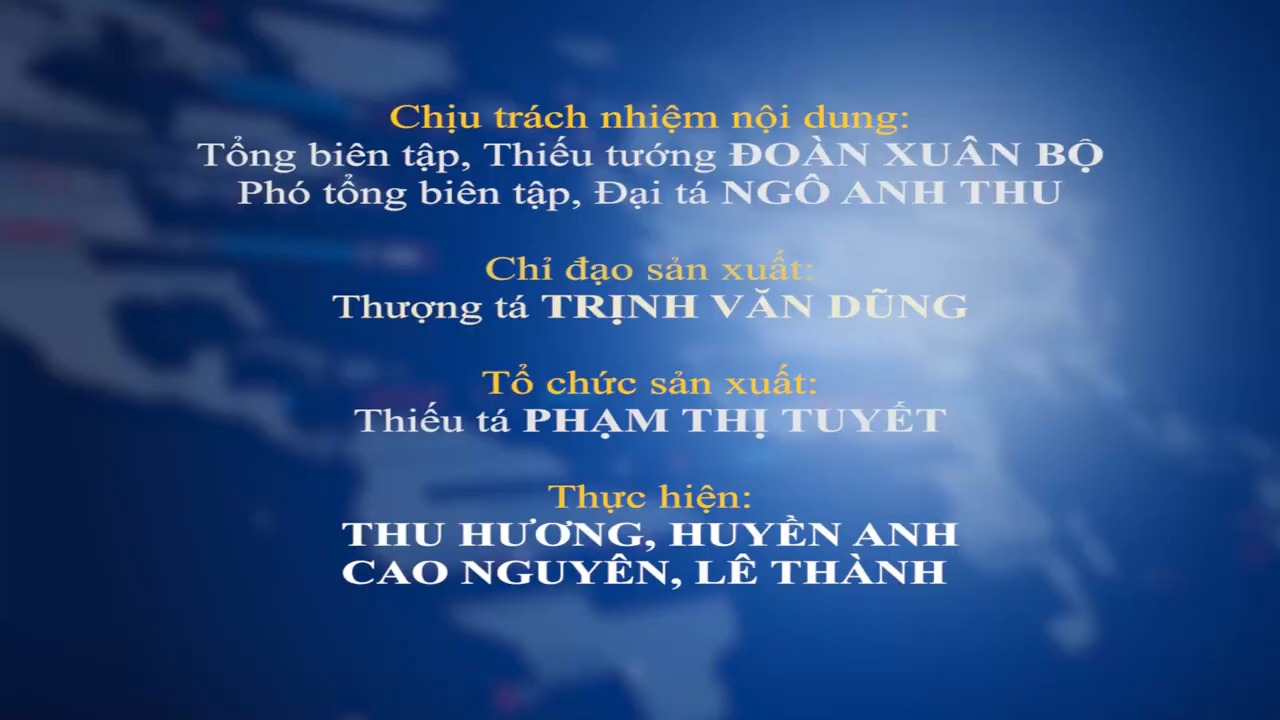 Chịu trách nhiệm nội dung:
Tổng biên tập, Thiếu tướng ĐOÀN XUÂN BỘ
Phó tổng biên tập, Đại tá NGÔ ANH THU
Chỉ đạo sản xuất:
Thượng tá TRỊNH VĂN DŨNG
Tổ chức sản xuất:
Thiếu tá PHẠM THỊ TUYẾT
Thực hiện:
THU HƯƠNG, HUYỀN ANH
CAO NGUYÊN, LÊ THÀNH